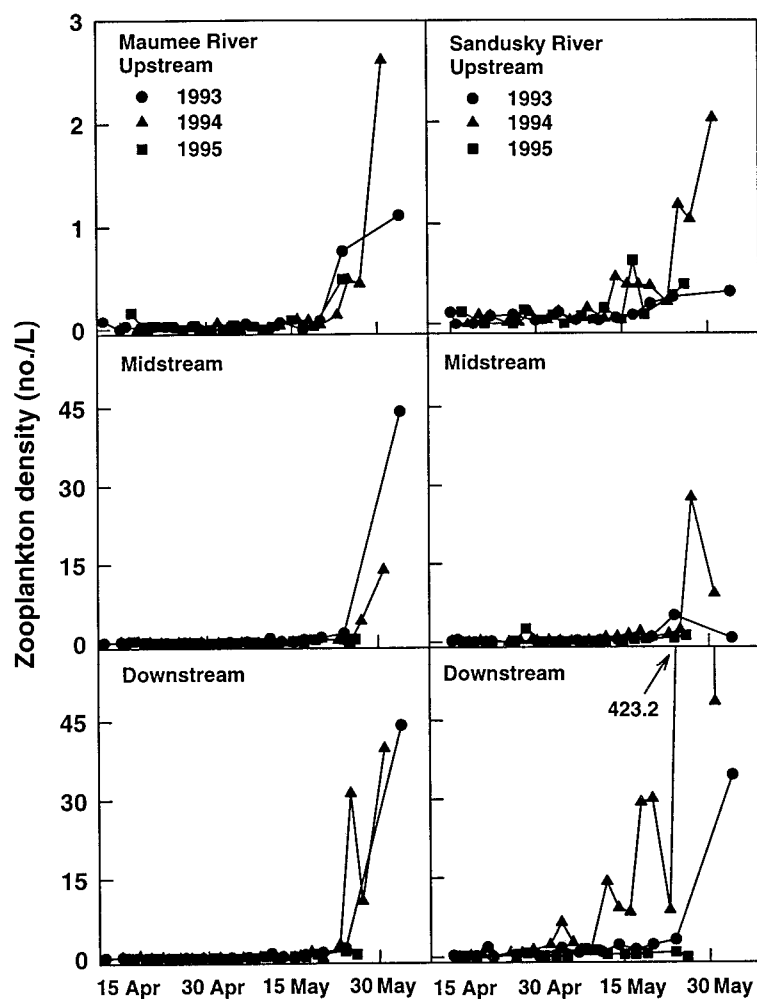 Zooplankton density (no./L)
3
2
1
0
Maumee River
Upstream
1993
1994
1995
Sandusky River
Upstream
1993
1994
1995
45
30
15
0
Midstream
Midstream
45
30
15
0
Downstream
Downstream
423.2
15 Apr 30 Apr 15 May 30 May
15 Apr 30 Apr 15 May 30 May